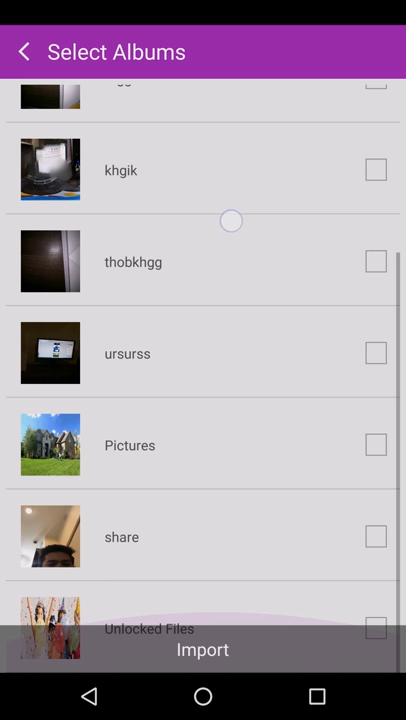 Select Albums
khgik
thobkhgg
ursurss
Pictures
share
Unlocked Files
Import